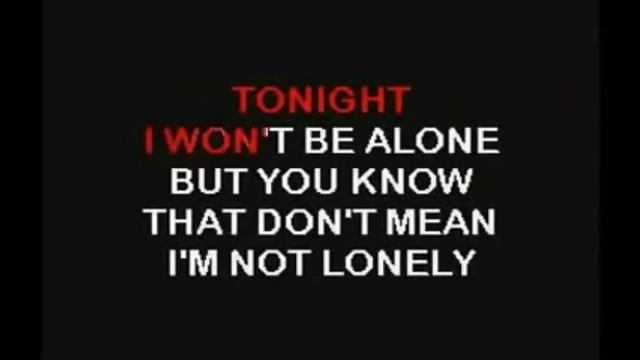 TONIGHT
I WON'T BE ALONE
BUT YOU KNOW
THAT DON'T MEAN
I'M NOT LONELY